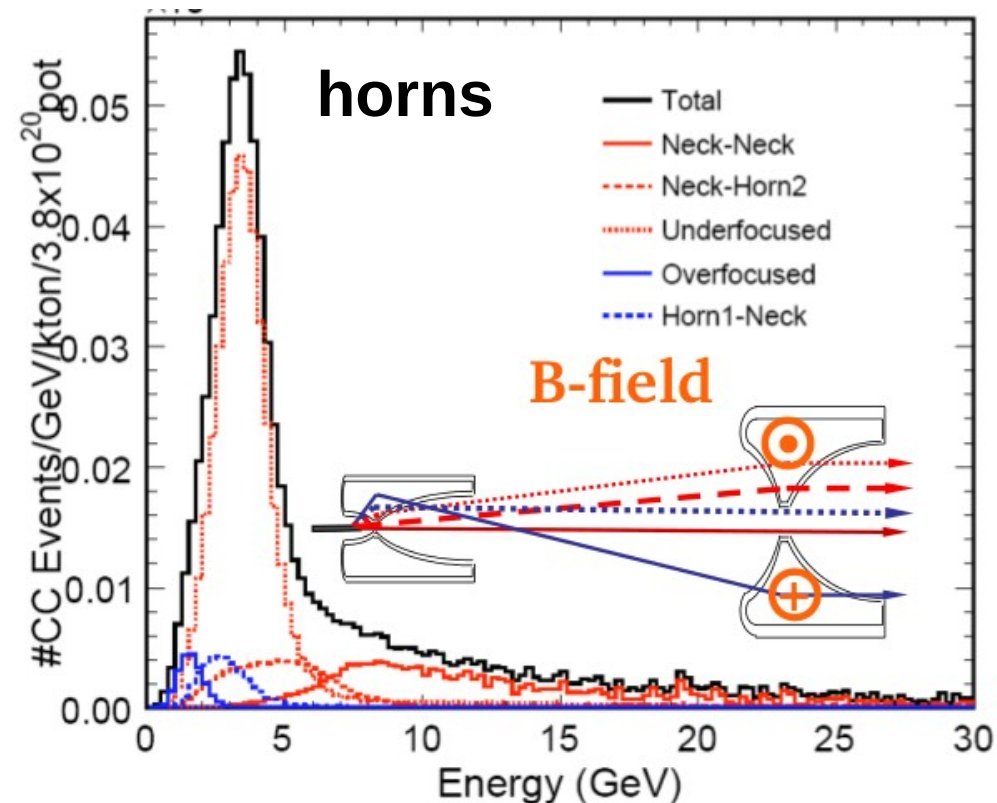 horns
Total
Neck-Neck
Neck-Horn2
Underfocused
Overfocused
Horn1-Neck
B-field
#CC Events/GeV/kton/3.8x10²⁰pot
0.05
0.04
0.03
0.02
0.01
0.00
0 5 10 15 20 25 30
Energy (GeV)